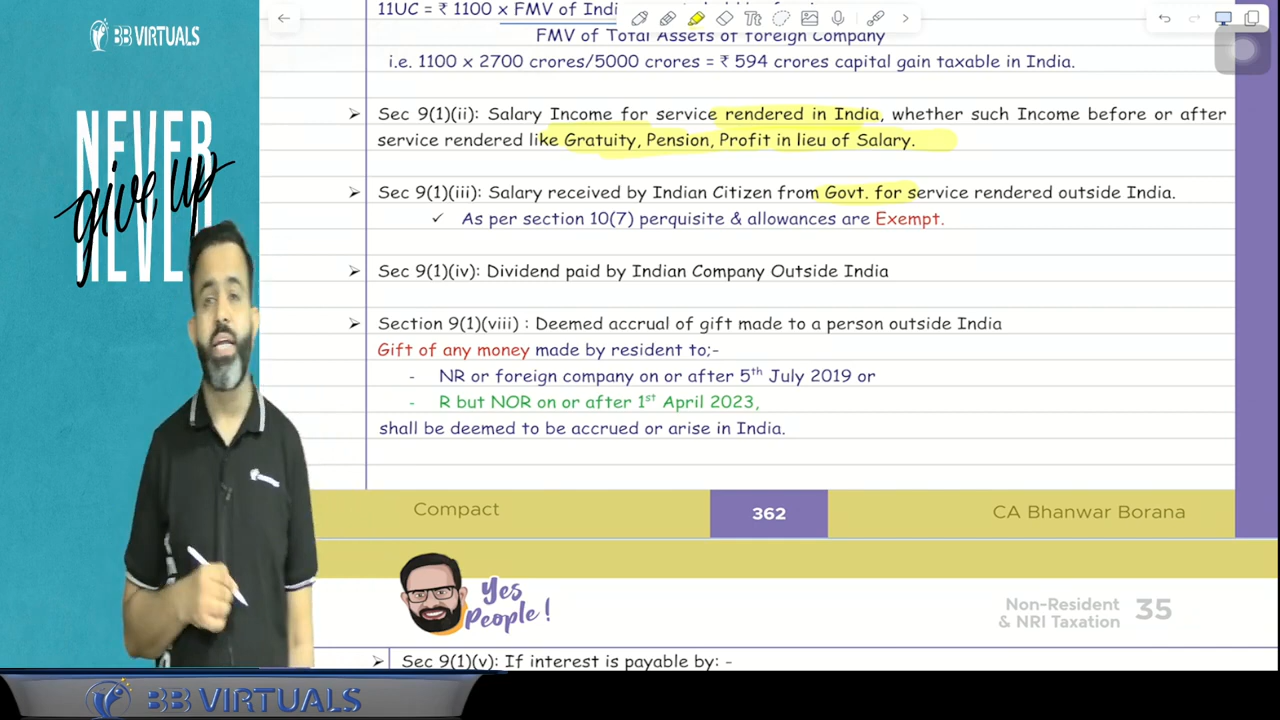 BB VIRTUALS
NEVER
give up
NEVER
11UC = ₹ 1100 x FMV of Indi
FMV of Total Assets of foreign Company
i.e. 1100 x 2700 crores/5000 crores = ₹ 594 crores capital gain taxable in India.
➢ Sec 9(1)(ii): Salary Income for service rendered in India, whether such Income before or after
service rendered like Gratuity, Pension, Profit in lieu of Salary.
➢ Sec 9(1)(iii): Salary received by Indian Citizen from Govt. for service rendered outside India.
✓ As per section 10(7) perquisite & allowances are Exempt.
➢ Sec 9(1)(iv): Dividend paid by Indian Company Outside India
➢ Section 9(1)(viii) : Deemed accrual of gift made to a person outside India
Gift of any money made by resident to;-
- NR or foreign company on or after 5th July 2019 or
- R but NOR on or after 1st April 2023,
shall be deemed to be accrued or arise in India.
Compact 362 CA Bhanwar Borana
Yes
People !
Non-Resident
& NRI Taxation 35
➢ Sec 9(1)(v): If interest is payable by: -
BB VIRTUALS